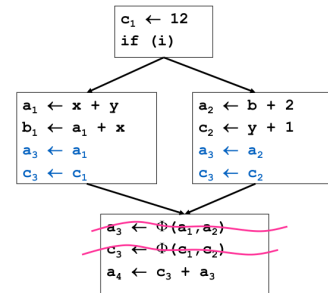 c₁ ← 12
if (i)
a₁ ← x + y
b₁ ← a₁ + x
a₃ ← a₁
c₃ ← c₁
a₂ ← b + 2
c₂ ← y + 1
a₃ ← a₂
c₃ ← c₂
a₃ ← Φ(a₁,a₂)
c₃ ← Φ(c₁,c₂)
a₄ ← c₃ + a₃